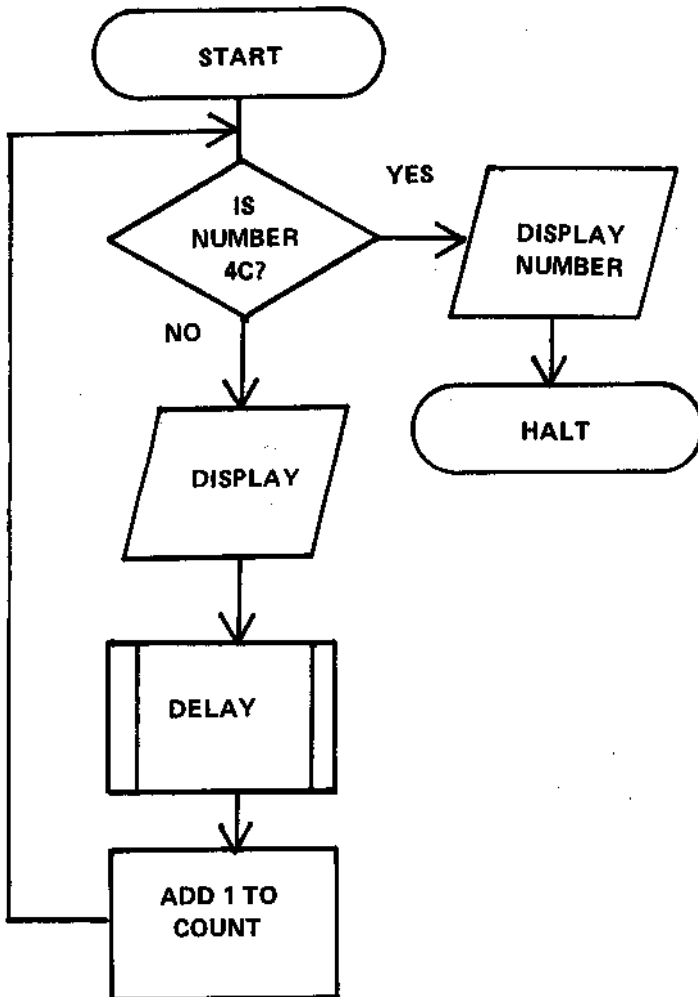 START
IS
NUMBER
4C?
YES
DISPLAY
NUMBER
HALT
NO
DISPLAY
DELAY
ADD 1 TO
COUNT